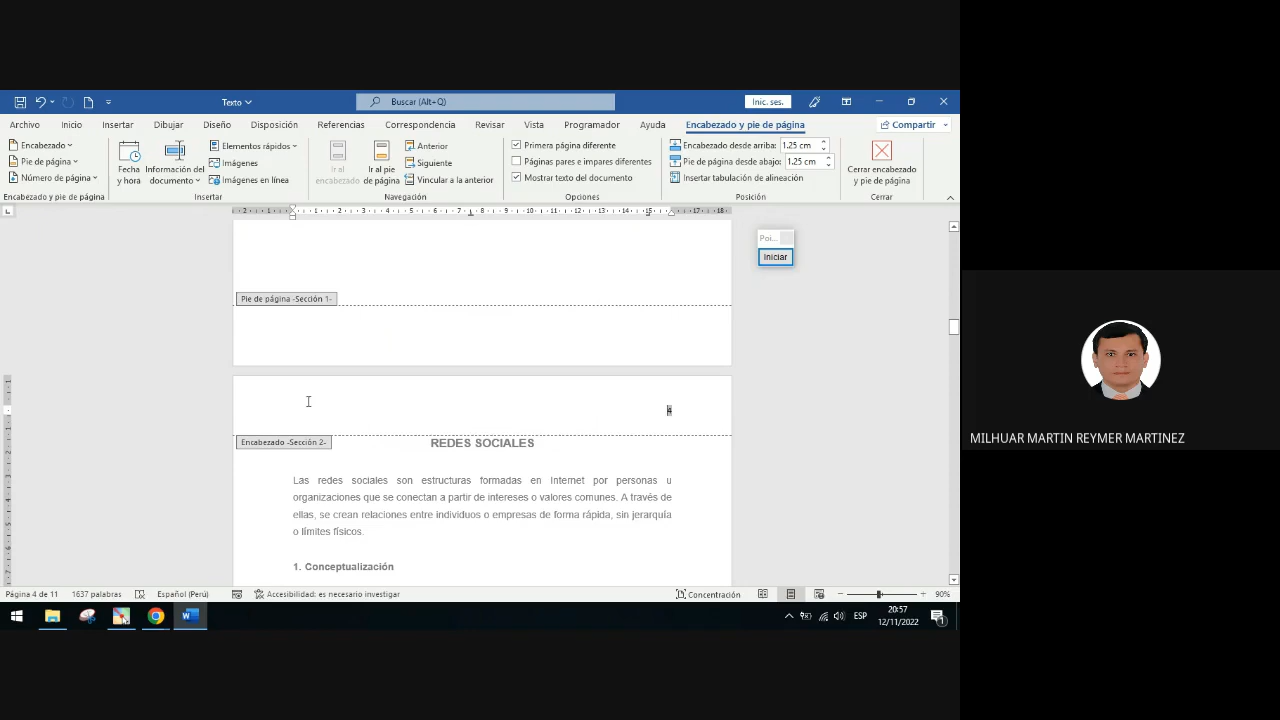 Texto
Buscar (Alt+Q)
Inic. ses.
Archivo Inicio Insertar Dibujar Diseño Disposición Referencias Correspondencia Revisar Vista Programador Ayuda Encabezado y pie de página Compartir
Encabezado
Pie de página
Número de página
Encabezado y pie de página
Fecha y hora
Información del documento
Elementos rápidos
Imágenes
Imágenes en línea
Insertar
Ir al encabezado
Ir al pie de página
Anterior
Siguiente
Vincular a la anterior
Navegación
Primera página diferente
Páginas pares e impares diferentes
Mostrar texto del documento
Opciones
Encabezado desde arriba: 1.25 cm
Pie de página desde abajo: 1.25 cm
Insertar tabulación de alineación
Posición
Cerrar encabezado y pie de página
Cerrar
Poi...
Iniciar
Pie de página -Sección 1-
4
Encabezado -Sección 2-
REDES SOCIALES
Las redes sociales son estructuras formadas en Internet por personas u
organizaciones que se conectan a partir de intereses o valores comunes. A través de
ellas, se crean relaciones entre individuos o empresas de forma rápida, sin jerarquía
o límites físicos.
1. Conceptualización
Página 4 de 11 1637 palabras Español (Perú) Accesibilidad: es necesario investigar Concentración 90%
ESP
20:57
12/11/2022
1
MILHUAR MARTIN REYMER MARTINEZ